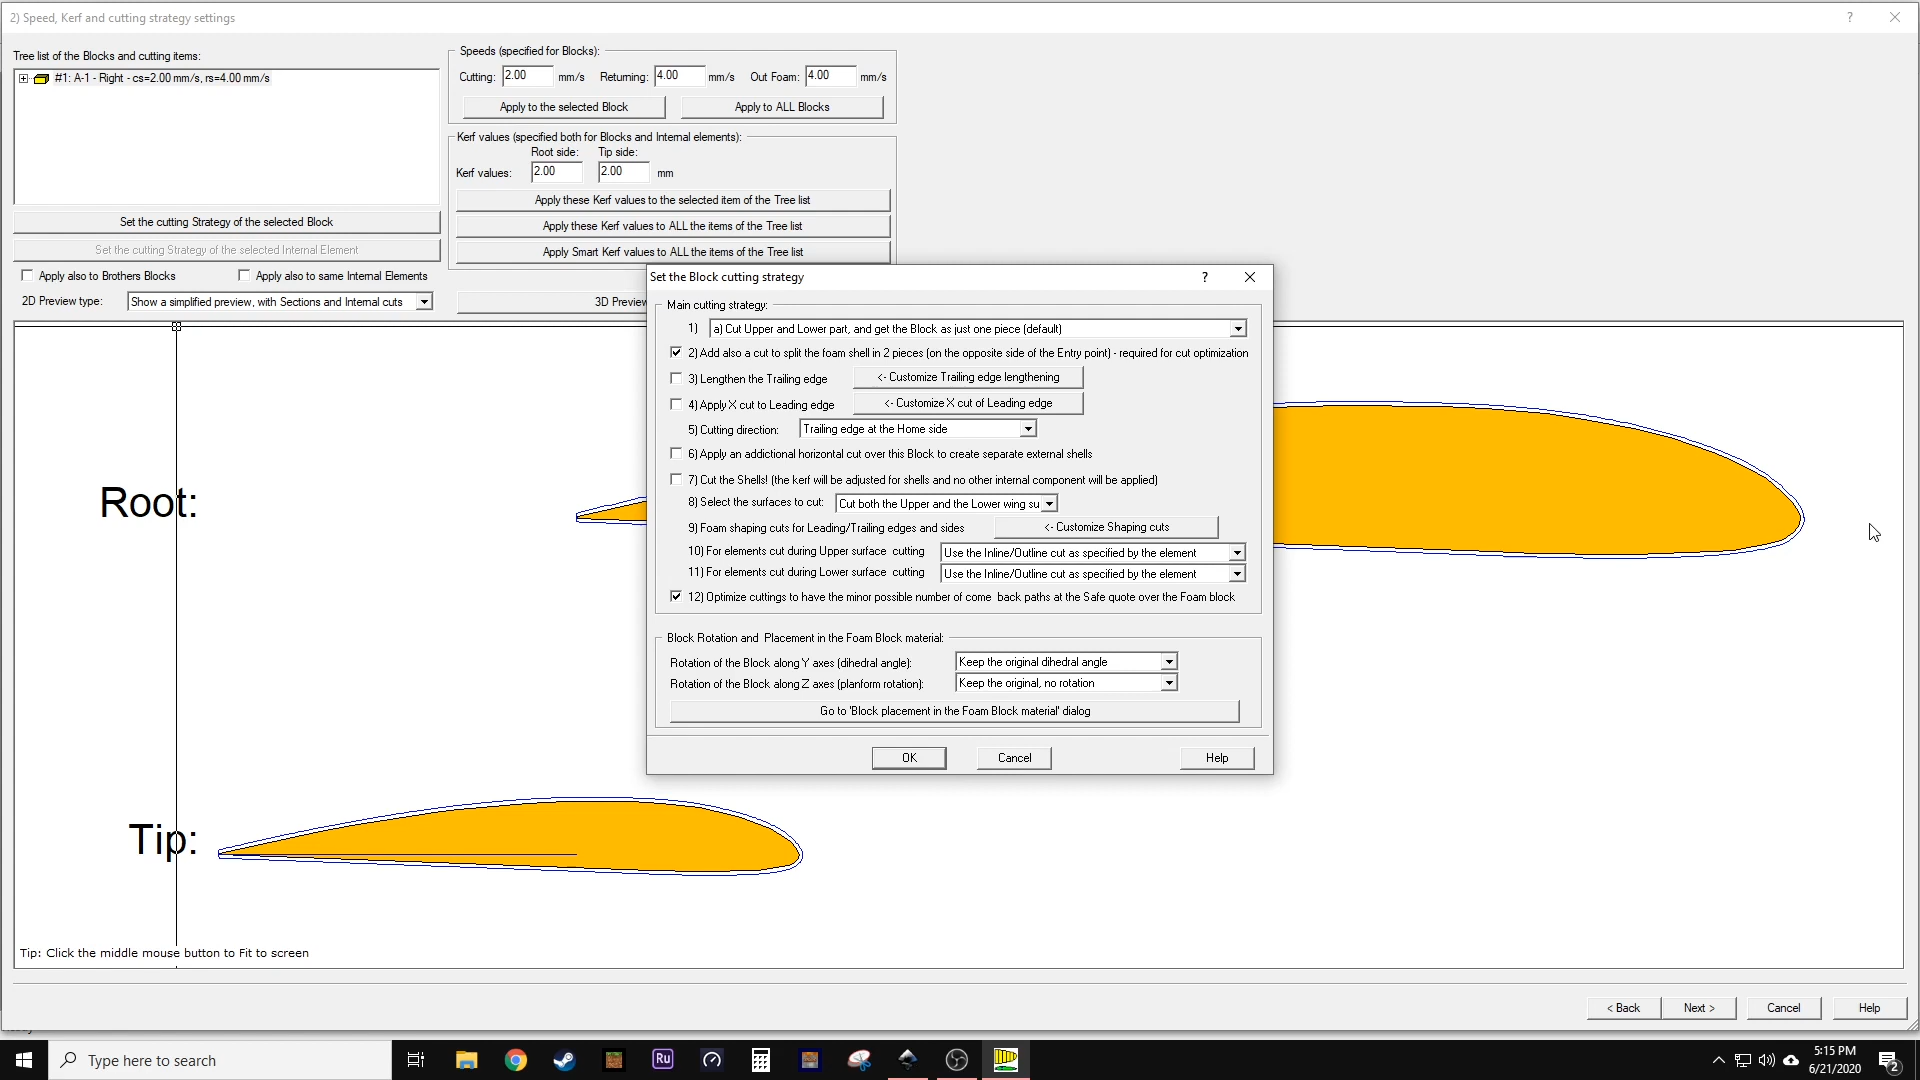 2) Speed, Kerf and cutting strategy settings
Tree list of the Blocks and cutting items:
#1: A-1 - Right - cs=2.00 mm/s, rs=4.00 mm/s
Set the cutting Strategy of the selected Block
Set the cutting Strategy of the selected Internal Element
Apply also to Brothers Blocks
Apply also to same Internal Elements
2D Preview type:
Show a simplified preview, with Sections and Internal cuts
Speeds (specified for Blocks):
Cutting: 2.00 mm/s Returning: 4.00 mm/s Out Foam: 4.00 mm/s
Apply to the selected Block
Apply to ALL Blocks
Kerf values (specified both for Blocks and Internal elements):
Root side: Tip side:
Kerf values: 2.00 2.00 mm
Apply these Kerf values to the selected item of the Tree list
Apply these Kerf values to ALL the items of the Tree list
Apply Smart Kerf values to ALL the items of the Tree list
3D Preview
Set the Block cutting strategy
Main cutting strategy:
1) a) Cut Upper and Lower part, and get the Block as just one piece (default)
2) Add also a cut to split the foam shell in 2 pieces (on the opposite side of the Entry point) - required for cut optimization
3) Lengthen the Trailing edge <- Customize Trailing edge lengthening
4) Apply X cut to Leading edge <- Customize X cut of Leading edge
5) Cutting direction: Trailing edge at the Home side
6) Apply an addictional horizontal cut over this Block to create separate external shells
7) Cut the Shells! (the kerf will be adjusted for shells and no other internal component will be applied)
8) Select the surfaces to cut: Cut both the Upper and the Lower wing su
9) Foam shaping cuts for Leading/Trailing edges and sides <- Customize Shaping cuts
10) For elements cut during Upper surface cutting Use the Inline/Outline cut as specified by the element
11) For elements cut during Lower surface cutting Use the Inline/Outline cut as specified by the element
12) Optimize cuttings to have the minor possible number of come back paths at the Safe quote over the Foam block
Block Rotation and Placement in the Foam Block material:
Rotation of the Block along Y axes (dihedral angle): Keep the original dihedral angle
Rotation of the Block along Z axes (planform rotation): Keep the original, no rotation
Go to 'Block placement in the Foam Block material' dialog
OK
Cancel
Help
Root:
Tip:
Tip: Click the middle mouse button to Fit to screen
< Back
Next >
Cancel
Help
Type here to search
Ru
5:15 PM
6/21/2020
2